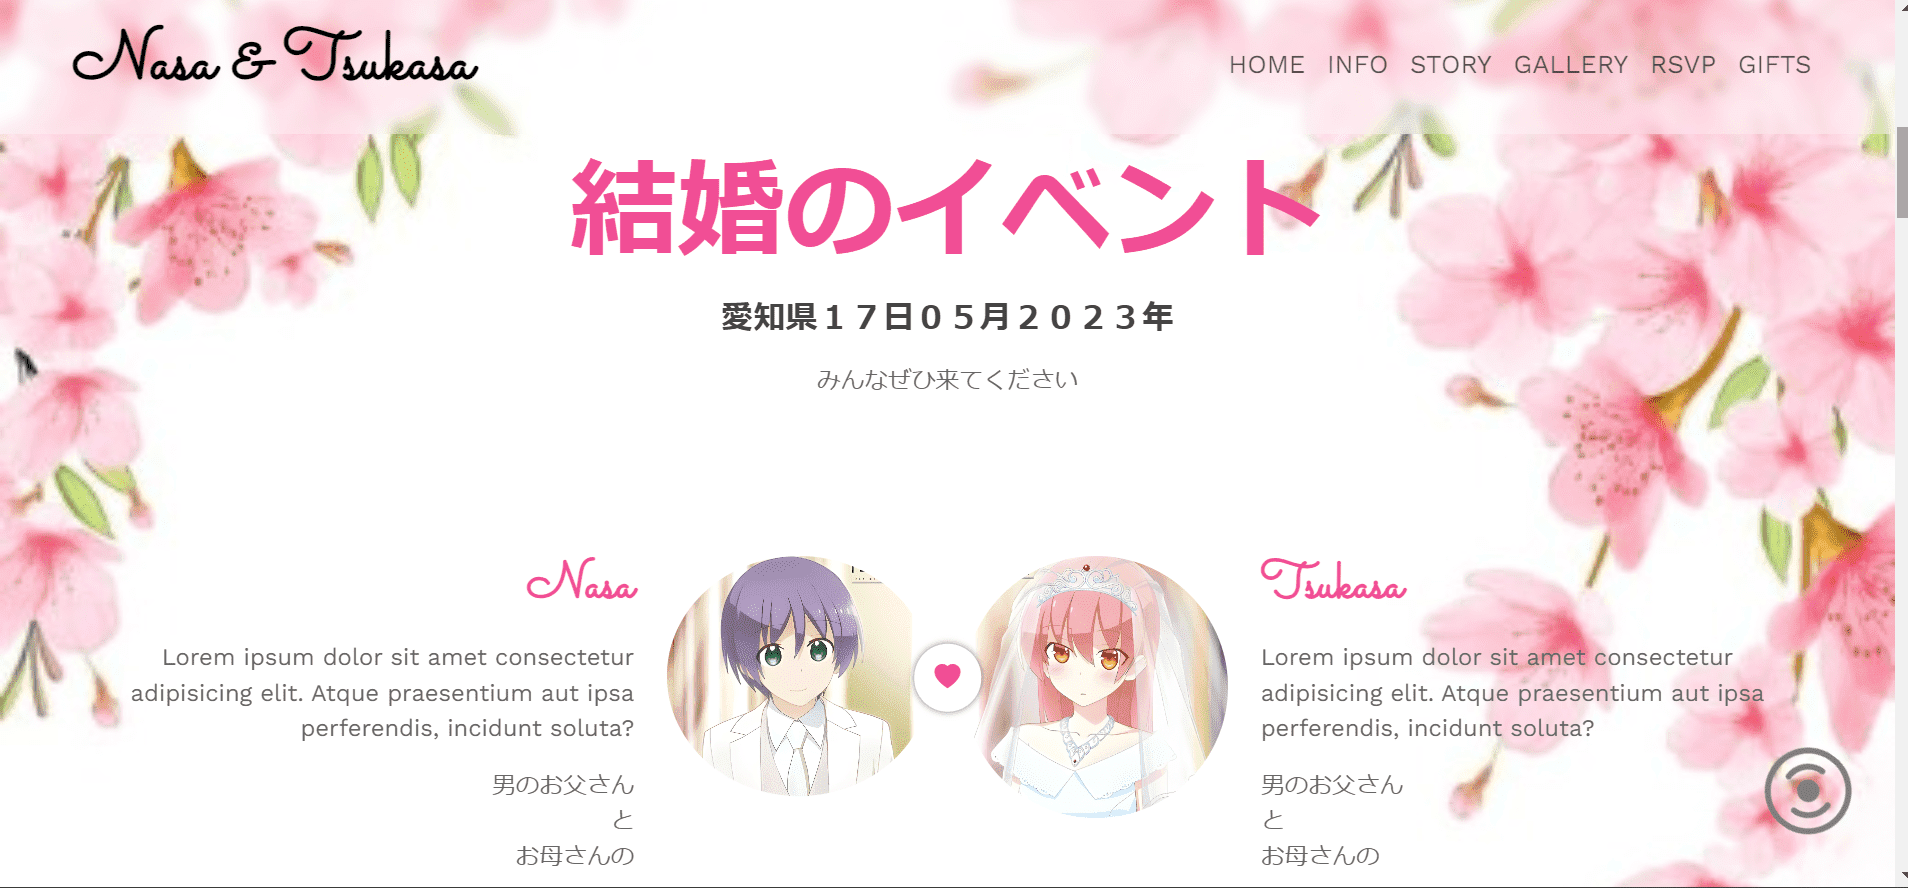 Nasa & Tsukasa
HOME INFO STORY GALLERY RSVP GIFTS
結婚のイベント
愛知県１７日０５月２０２３年
みんなぜひ来てください
Nasa
Lorem ipsum dolor sit amet consectetur
adipisicing elit. Atque praesentium aut ipsa
perferendis, incidunt soluta?
男のお父さん
と
お母さんの
Tsukasa
Lorem ipsum dolor sit amet consectetur
adipisicing elit. Atque praesentium aut ipsa
perferendis, incidunt soluta?
男のお父さん
と
お母さんの